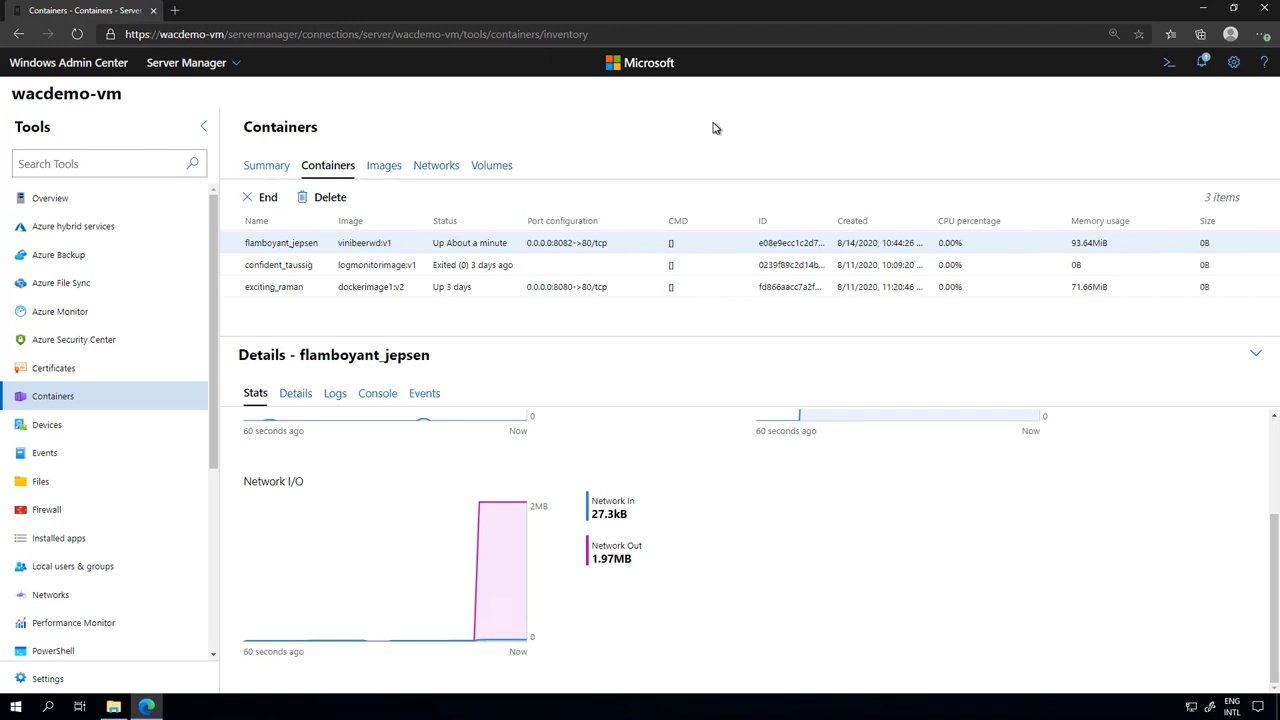 Containers - Containers - Server
https://wacdemo-vm/servermanager/connections/server/wacdemo-vm/tools/containers/inventory
Windows Admin Center Server Manager Microsoft
wacdemo-vm
Tools
Search Tools
Overview
Azure hybrid services
Azure Backup
Azure File Sync
Azure Monitor
Azure Security Center
Certificates
Containers
Devices
Events
Files
Firewall
Installed apps
Local users & groups
Networks
Performance Monitor
PowerShell
Settings
Containers
Summary Containers Images Networks Volumes
End Delete 3 items
Name Image Status Port configuration CMD ID Created CPU percentage Memory usage Size
flamboyant_jepsen vinibeerwd:v1 Up About a minute 0.0.0.0:8082->80/tcp [] e08e9ecc1c2d7... 8/14/2020, 10:44:26 ... 0.00% 93.64MiB 0B
confident_taussig logmonitorimage:v1 Exited (0) 3 days ago [] 0239f89c2d14b... 8/11/2020, 10:09:20 ... 0.00% 0B 0B
exciting_raman dockerimage1:v2 Up 3 days 0.0.0.0:8080->80/tcp [] fd866aacc7a2f... 8/11/2020, 11:20:46 ... 0.00% 71.66MiB 0B
Details - flamboyant_jepsen
Stats Details Logs Console Events
0 0
60 seconds ago Now 60 seconds ago Now
Network I/O
2MB
Network In
27.3kB
Network Out
1.97MB
0
60 seconds ago Now
ENG
INTL